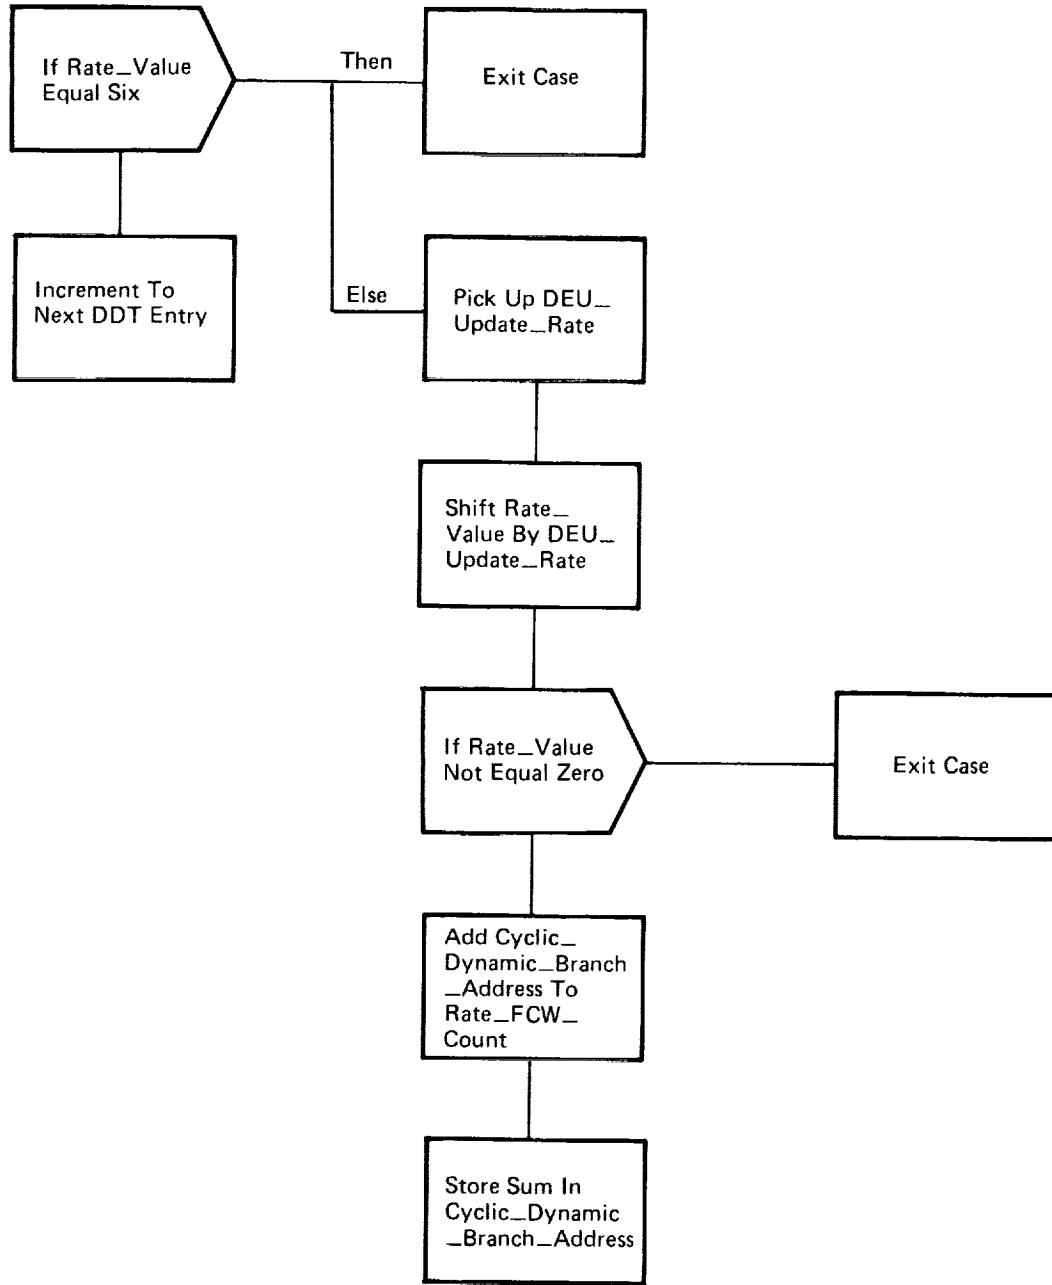 If Rate_Value
Equal Six
Then
Exit Case
Increment To
Next DDT Entry
Else
Pick Up DEU_
Update_Rate
Shift Rate_
Value By DEU_
Update_Rate
If Rate_Value
Not Equal Zero
Exit Case
Add Cyclic_
Dynamic_Branch
_Address To
Rate_FCW_
Count
Store Sum In
Cyclic_Dynamic
_Branch_Address